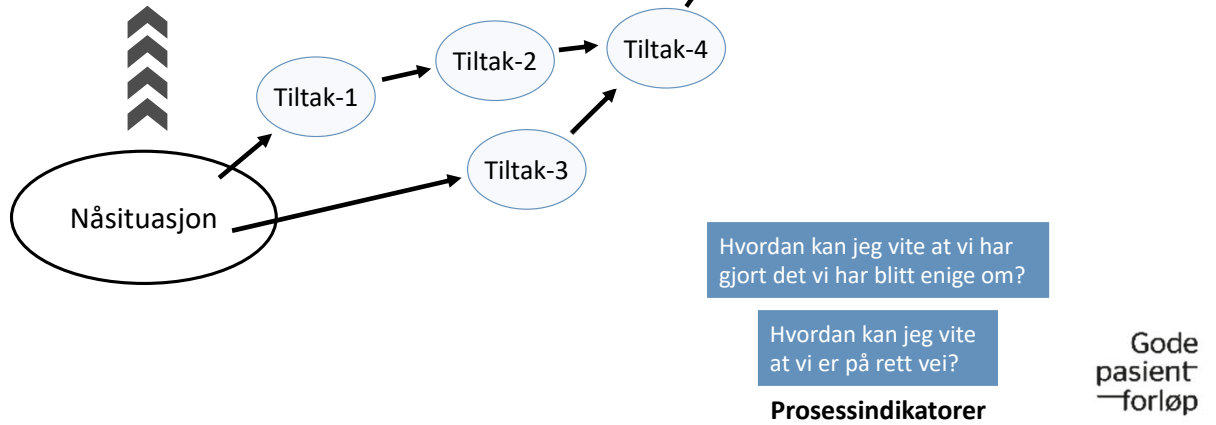 Tiltak-4
Tiltak-2
Tiltak-1
Tiltak-3
Nåsituasjon
Hvordan kan jeg vite at vi har
gjort det vi har blitt enige om?
Hvordan kan jeg vite
at vi er på rett vei?
Prosessindikatorer
Gode
pasient
forløp